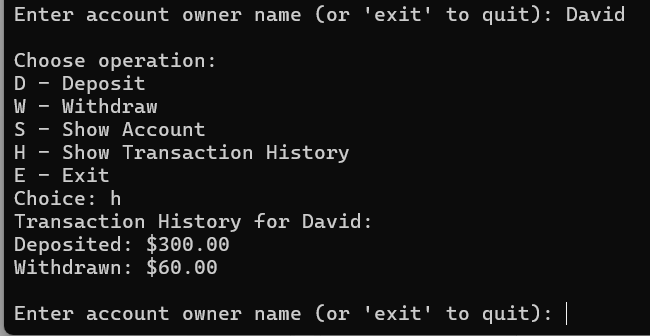 Enter account owner name (or 'exit' to quit): David
Choose operation:
D - Deposit
W - Withdraw
S - Show Account
H - Show Transaction History
E - Exit
Choice: h
Transaction History for David:
Deposited: $300.00
Withdrawn: $60.00
Enter account owner name (or 'exit' to quit):